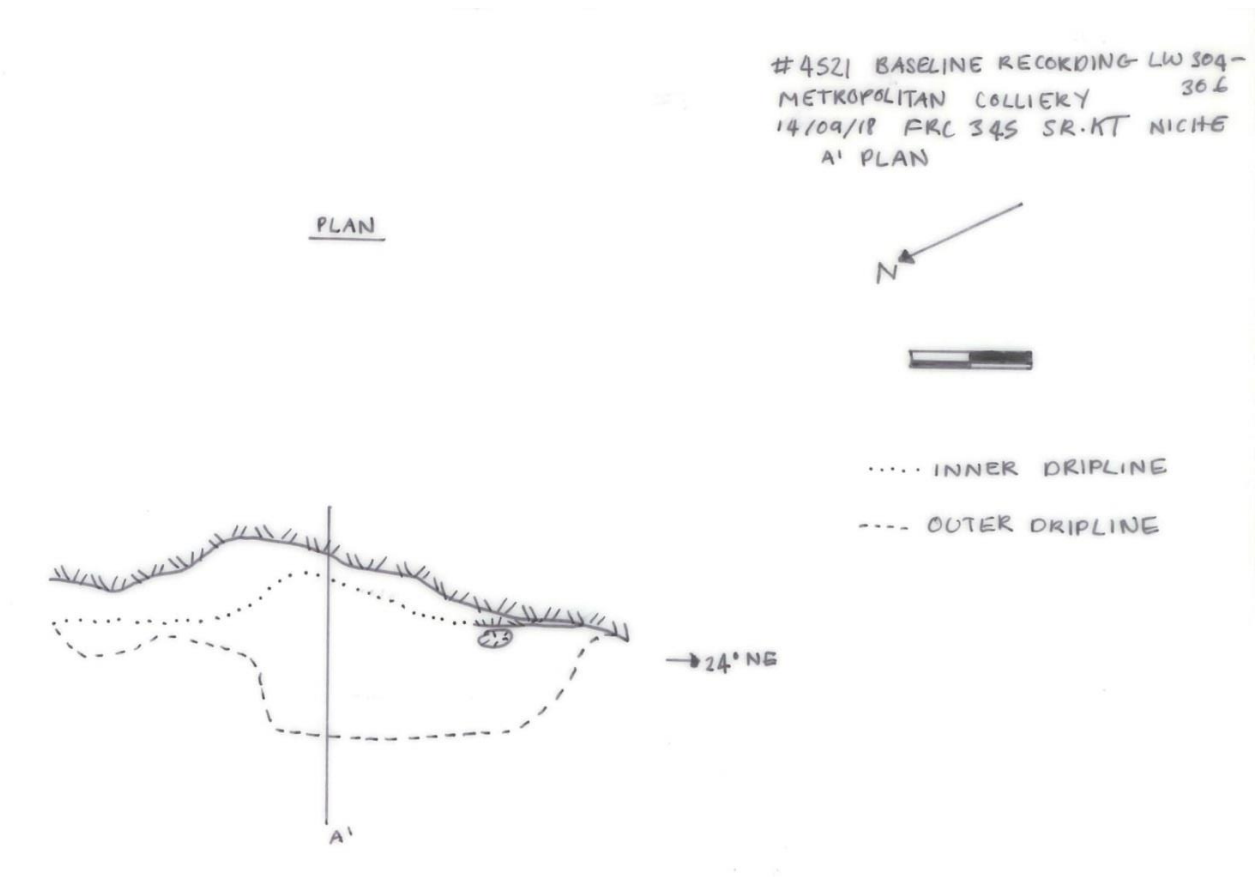 #4521 BASELINE RECORDING LW 304-
306
METROPOLITAN COLLIERY
14/09/18 FRC 345 SR.KT NICHE
A' PLAN
PLAN
N
..... INNER DRIPLINE
---- OUTER DRIPLINE
→24° NE
A'